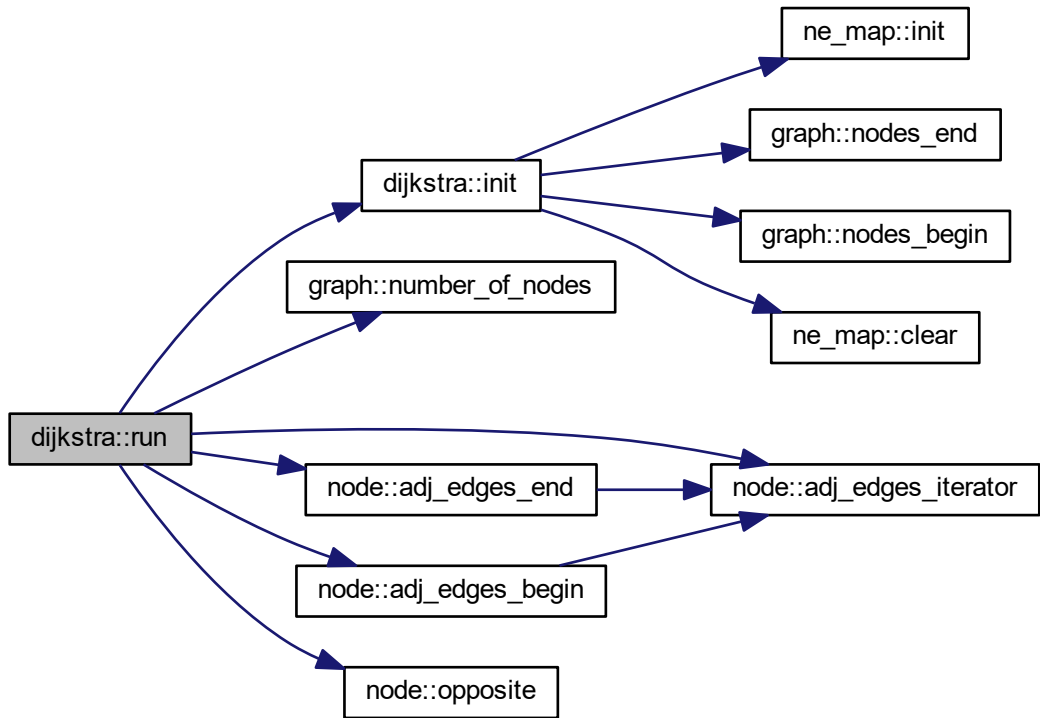 ne_map::init
graph::nodes_end
dijkstra::init
graph::nodes_begin
graph::number_of_nodes
ne_map::clear
dijkstra::run
node::adj_edges_end
node::adj_edges_iterator
node::adj_edges_begin
node::opposite